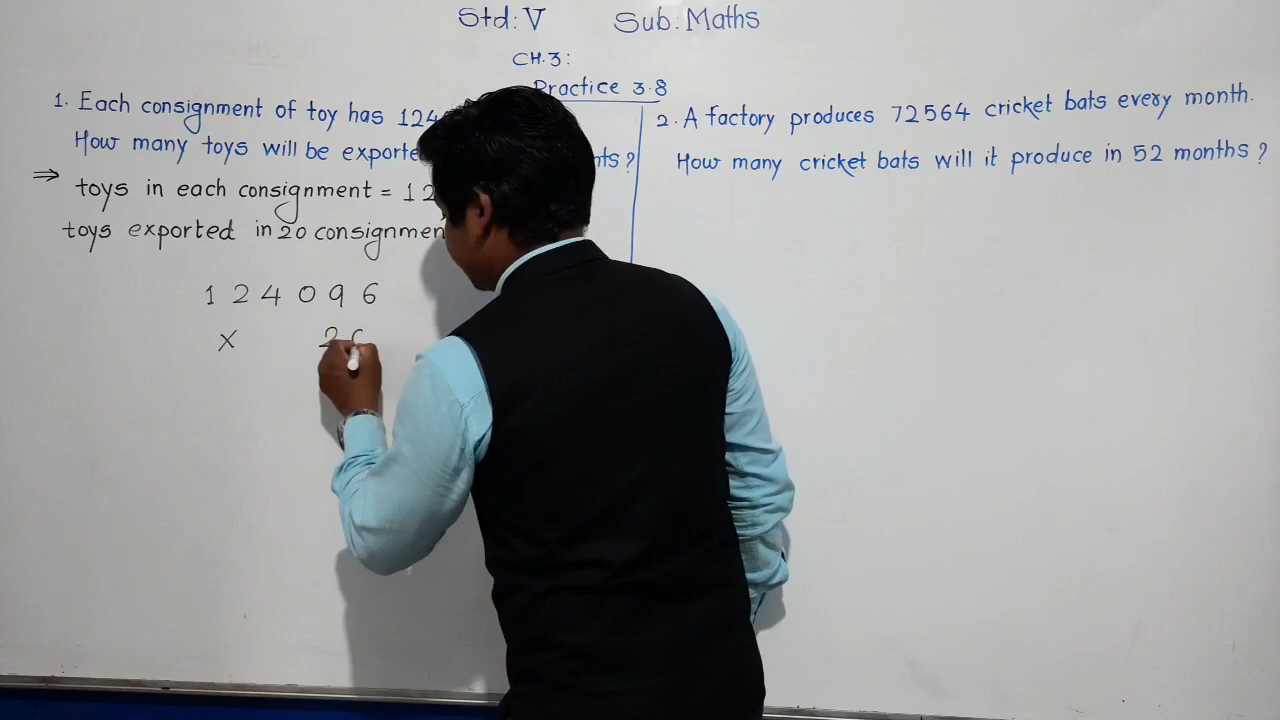 Std: V Sub: Maths
CH.3:
Practice 3.8
1. Each consignment of toy has 124
How many toys will be exporte ?
⇒ toys in each consignment = 12
toys exported in 20 consignmen
1 2 4 0 9 6
× 2
2. A factory produces 72564 cricket bats every month.
How many cricket bats will it produce in 52 months ?